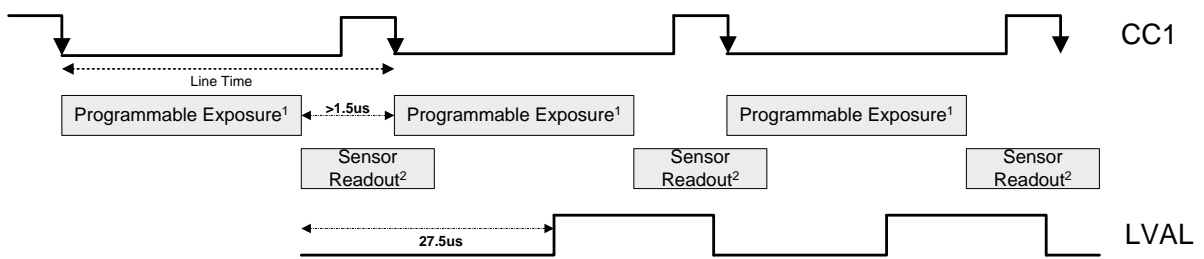 CC1
Line Time
Programmable Exposure¹
>1.5us
Programmable Exposure¹
Programmable Exposure¹
Sensor
Readout²
Sensor
Readout²
Sensor
Readout²
27.5us
LVAL